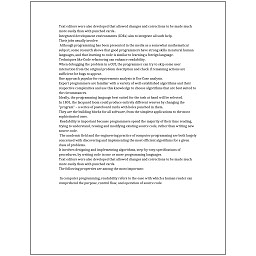 Text editors were also developed that allowed changes and corrections to be made much
more easily than with punched cards.
Integrated development environments (IDEs) aim to integrate all such help.
Their jobs usually involve:
Although programming has been presented in the media as a somewhat mathematical
subject, some research shows that good programmers have strong skills in natural human
languages, and that learning to code is similar to learning a foreign language.
Techniques like Code refactoring can enhance readability.
When debugging the problem in a GUI, the programmer can try to skip some user
interaction from the original problem description and check if remaining actions are
sufficient for bugs to appear.
One approach popular for requirements analysis is Use Case analysis.
Expert programmers are familiar with a variety of well-established algorithms and their
respective complexities and use this knowledge to choose algorithms that are best suited to
the circumstances.
Ideally, the programming language best suited for the task at hand will be selected.
In 1801, the Jacquard loom could produce entirely different weaves by changing the
"program" – a series of pasteboard cards with holes punched in them.
They are the building blocks for all software, from the simplest applications to the most
sophisticated ones.
Readability is important because programmers spend the majority of their time reading,
trying to understand, reusing and modifying existing source code, rather than writing new
source code.
The academic field and the engineering practice of computer programming are both largely
concerned with discovering and implementing the most efficient algorithms for a given
class of problems.
It involves designing and implementing algorithms, step-by-step specifications of
procedures, by writing code in one or more programming languages.
Text editors were also developed that allowed changes and corrections to be made much
more easily than with punched cards.
The following properties are among the most important:
In computer programming, readability refers to the ease with which a human reader can
comprehend the purpose, control flow, and operation of source code.